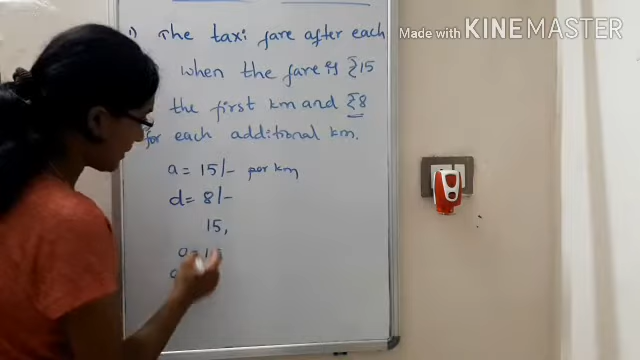 1) The taxi fare after each
when the fare is ₹15
the first km and ₹8
for each additional km.
a = 15/- per km
d = 8/-
15,
a =
Made with KINEMASTER